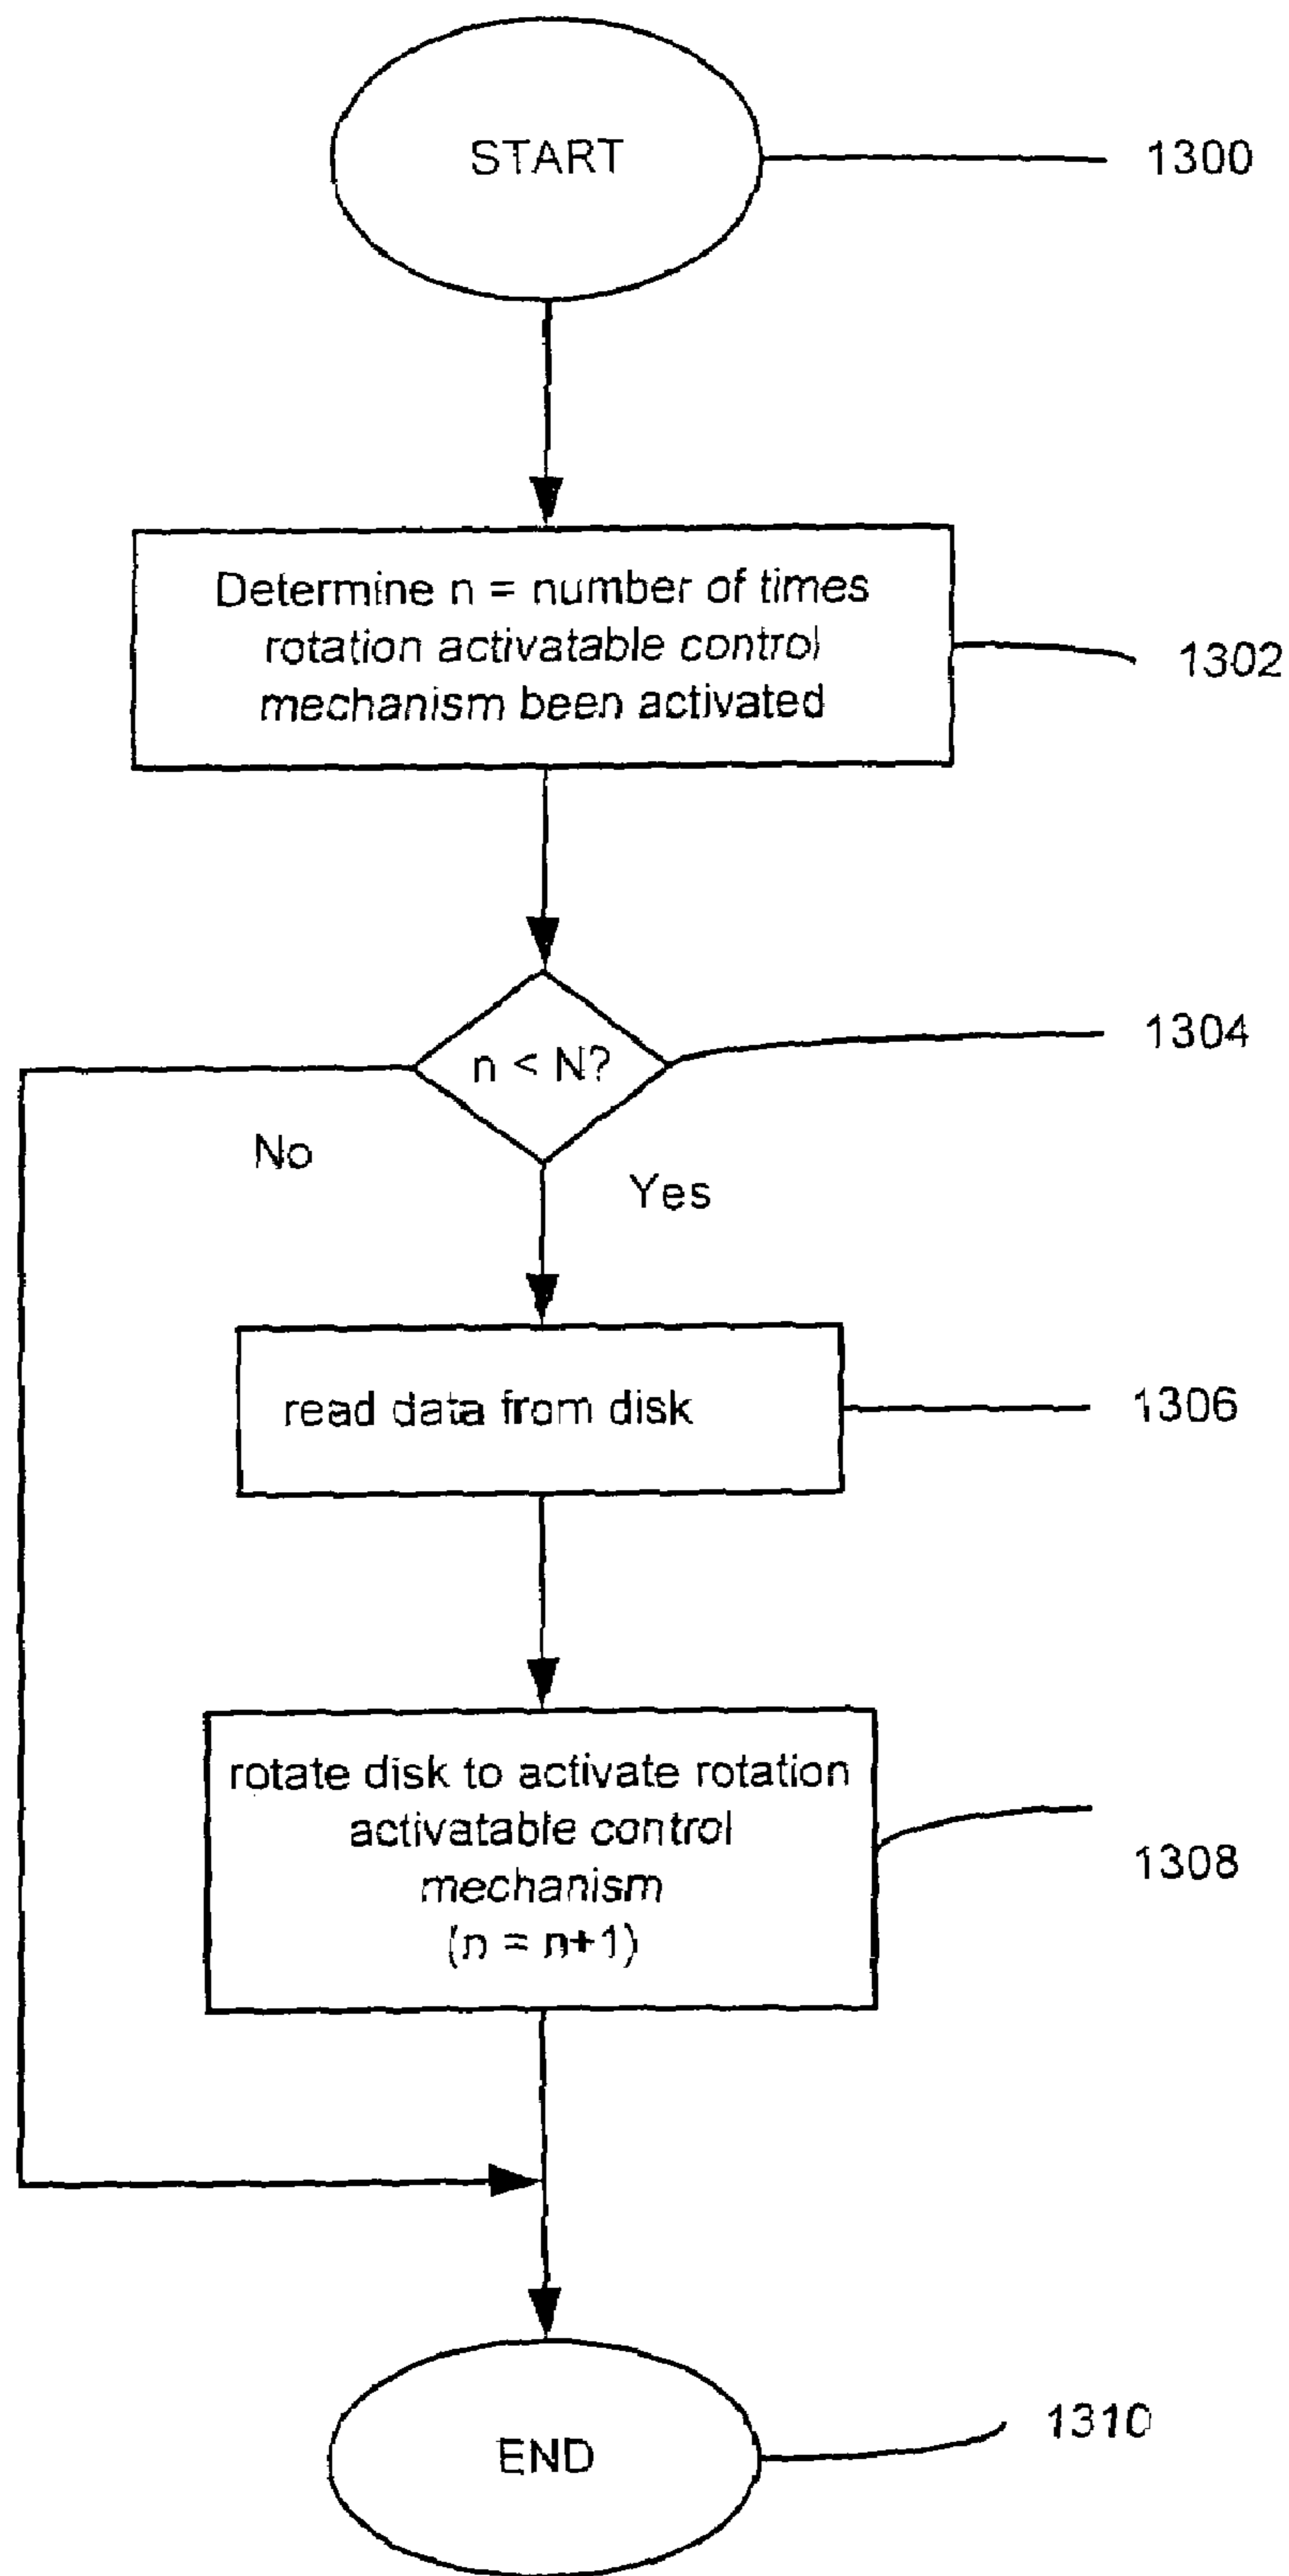 START
1300
Determine n = number of times
rotation activatable control
mechanism been activated
1302
n < N?
1304
No
Yes
read data from disk
1306
rotate disk to activate rotation
activatable control
mechanism
(n = n+1)
1308
END
1310